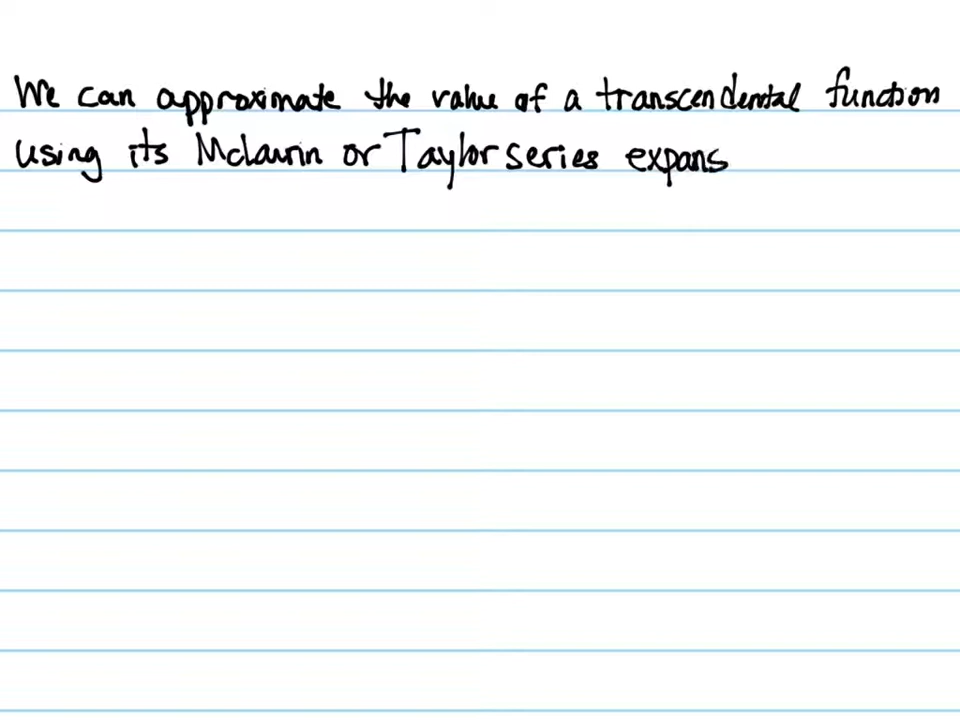 We can approximate the value of a transcendental function
using its Mclaurin or Taylor series expans